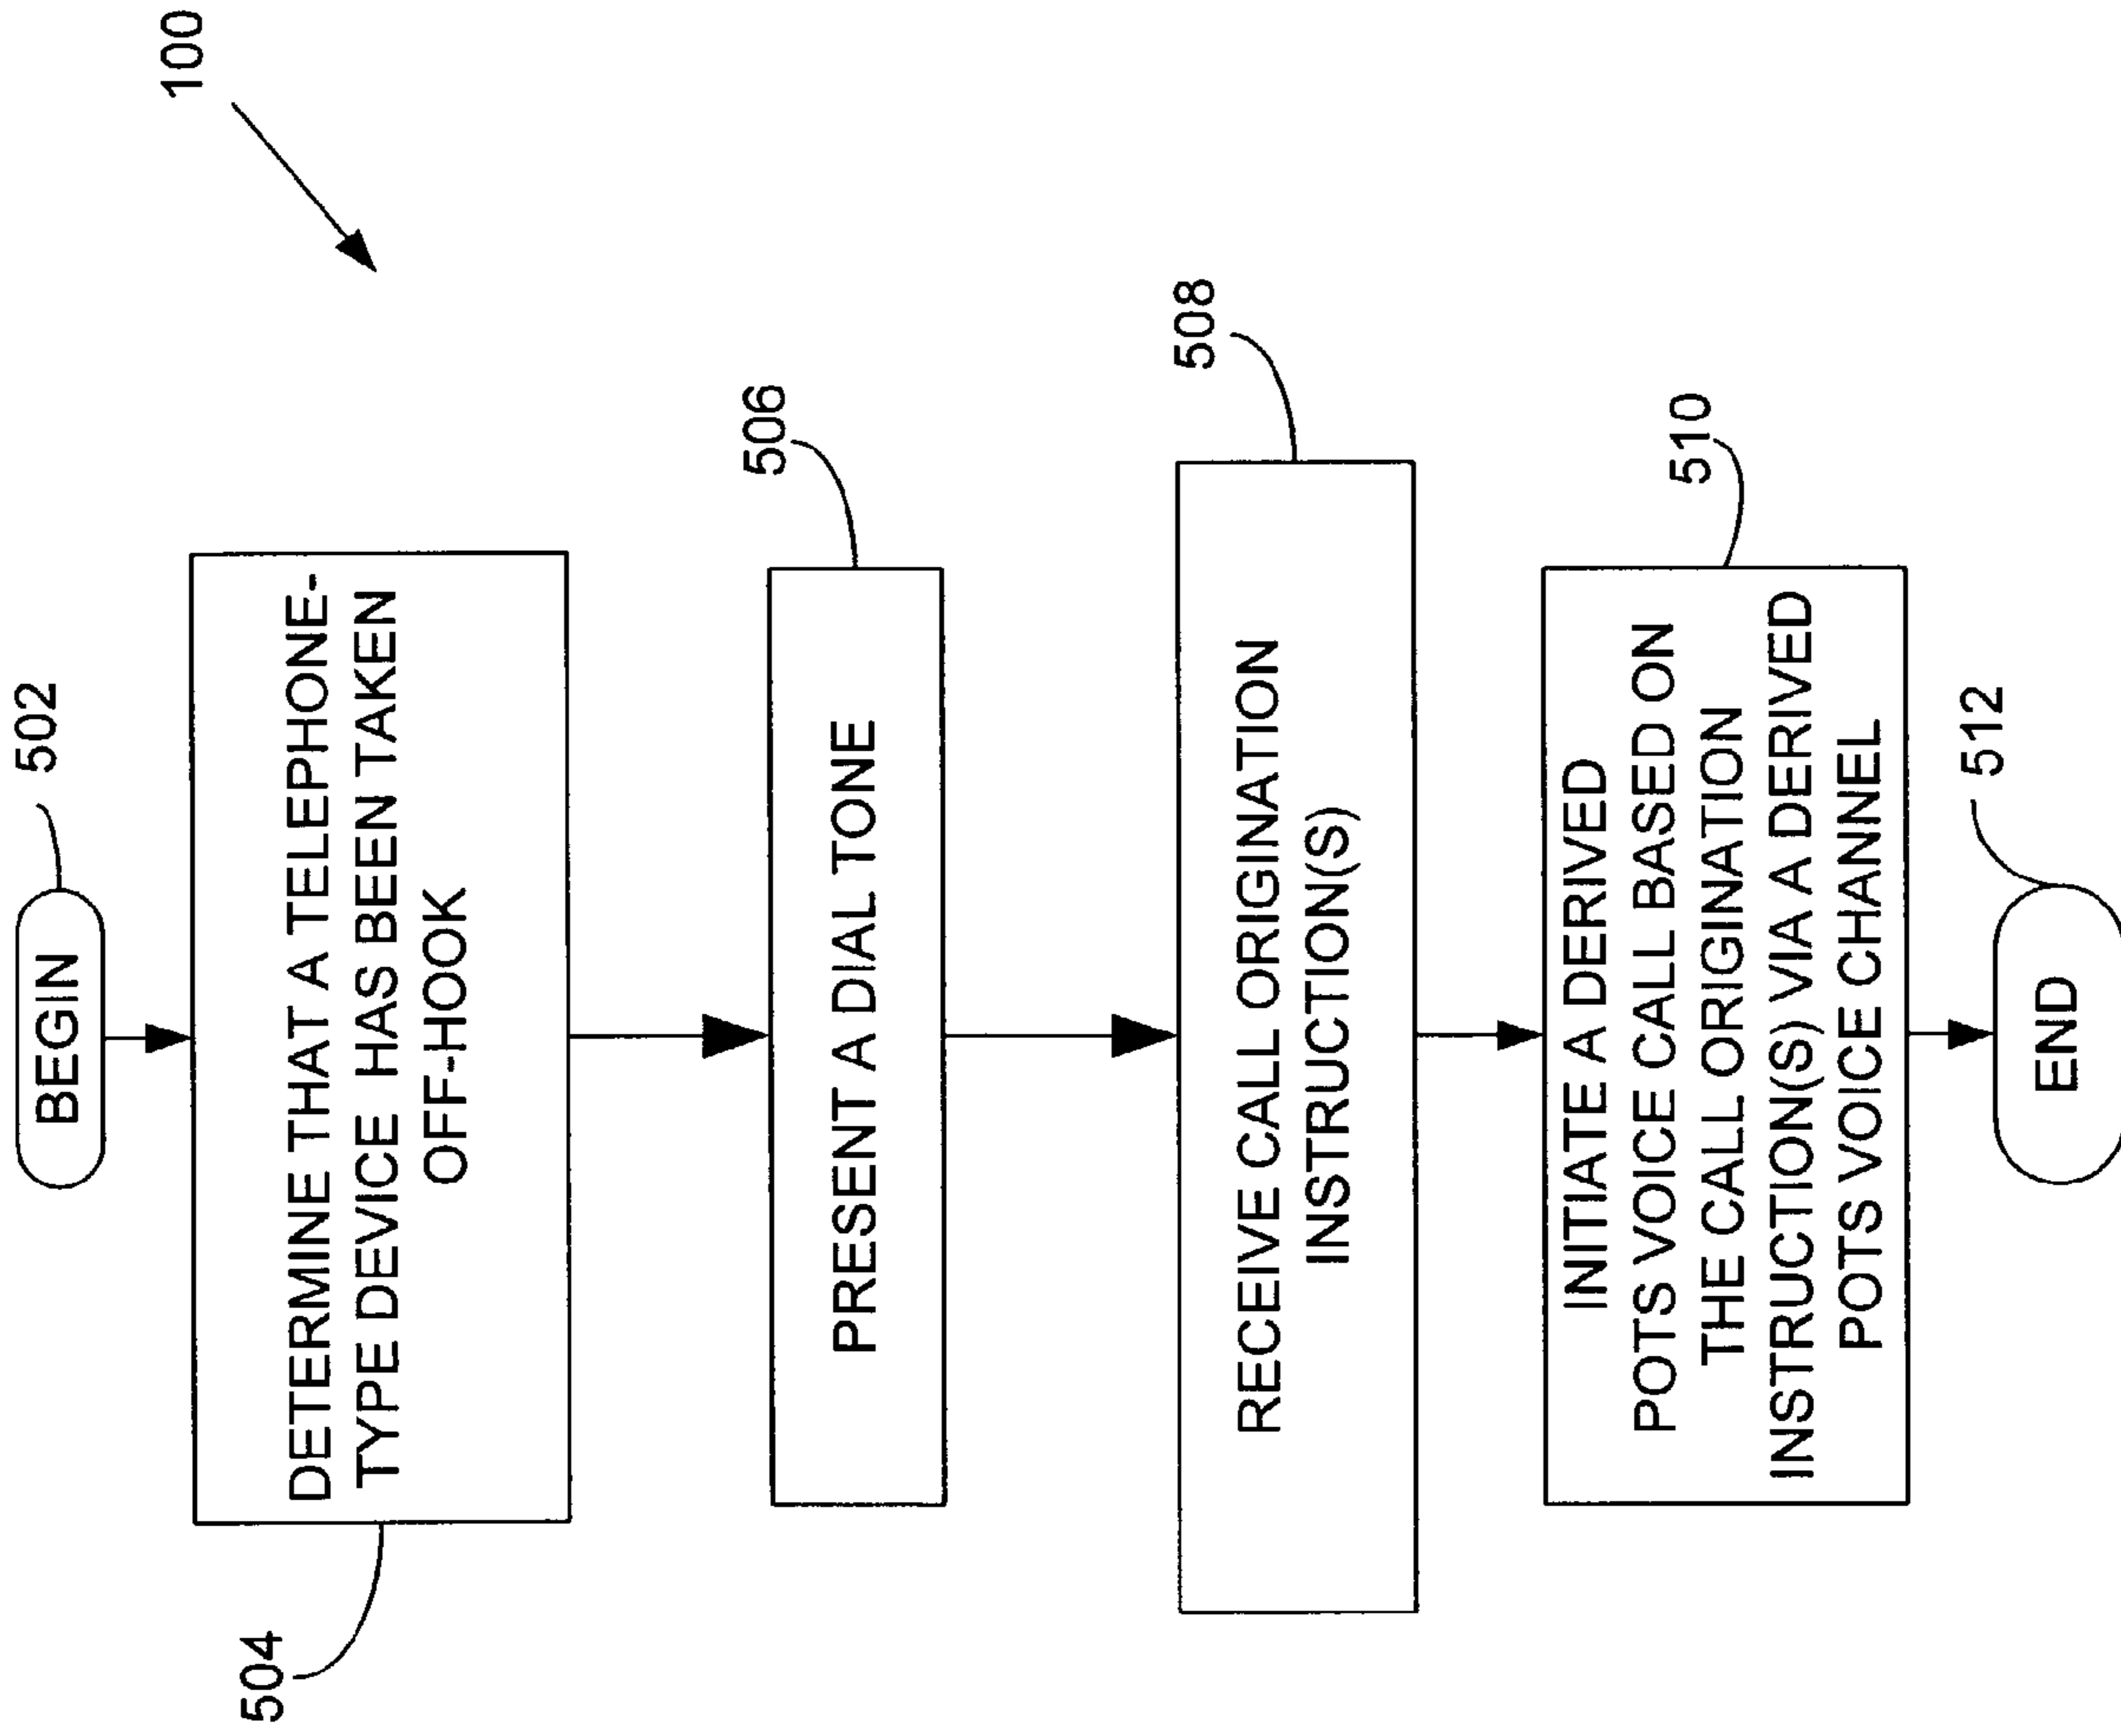 100
BEGIN
502
DETERMINE THAT A TELEPHONE-
TYPE DEVICE HAS BEEN TAKEN
OFF-HOOK
504
PRESENT A DIAL TONE
506
RECEIVE CALL ORIGINATION
INSTRUCTION(S)
508
INITIATE A DERIVED
POTS VOICE CALL BASED ON
THE CALL ORIGINATION
INSTRUCTION(S) VIA A DERIVED
POTS VOICE CHANNEL
510
END
512